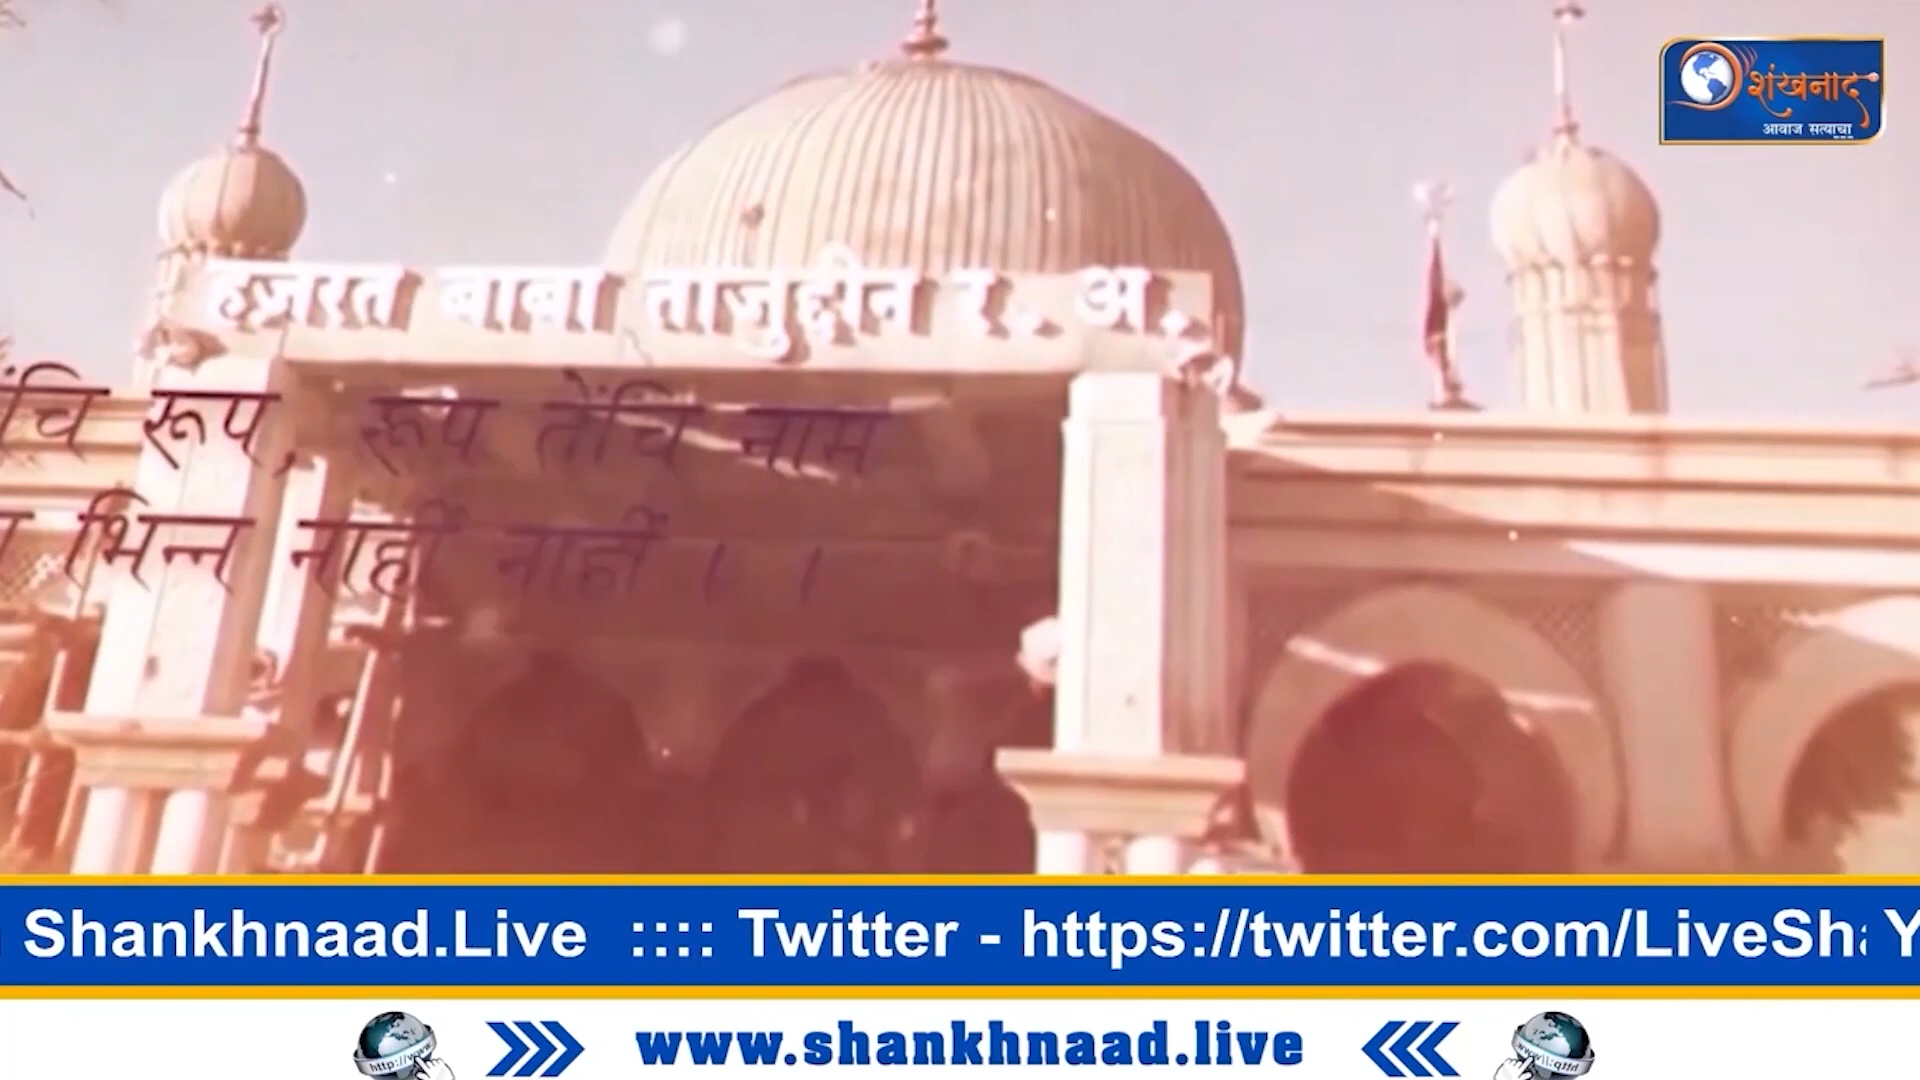 शंखनाद
आवाज सत्याचा
हज़रत बाबा ताजुद्दीन र. अ.
रूप, रूप तेंचि नाम
भिन्न नाहीं नाहीं । ।
Shankhnaad.Live :::: Twitter - https://twitter.com/LiveSh
www.shankhnaad.live